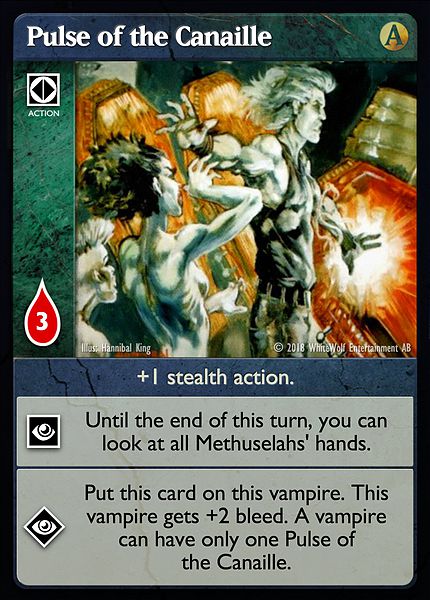 Pulse of the Canaille
A
ACTION
3
Illus: Hannibal King
© 2018 WhiteWolf Entertainment AB
+1 stealth action.
Until the end of this turn, you can
look at all Methuselahs' hands.
Put this card on this vampire. This
vampire gets +2 bleed. A vampire
can have only one Pulse of
the Canaille.